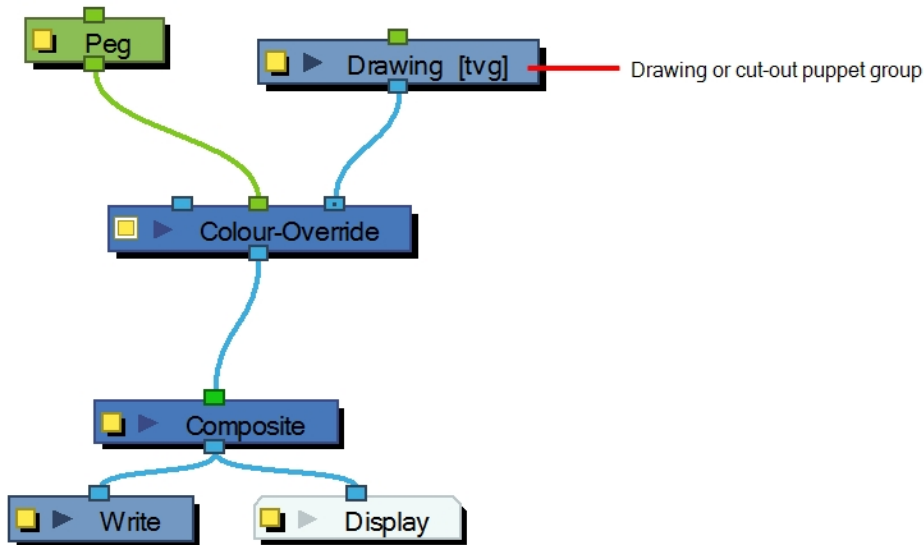 Peg
Drawing [tvg]
Drawing or cut-out puppet group
Colour-Override
Composite
Write
Display